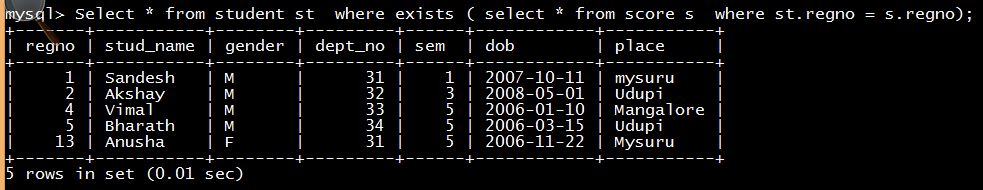 mysql> Select * from student st  where exists ( select * from score s  where st.regno = s.regno);
+-------+-----------+--------+---------+------+------------+-----------+
| regno | stud_name | gender | dept_no | sem  | dob        | place     |
+-------+-----------+--------+---------+------+------------+-----------+
|     1 | Sandesh   | M      |      31 |    1 | 2007-10-11 | mysuru    |
|     2 | Akshay    | M      |      32 |    3 | 2008-05-01 | Udupi     |
|     4 | Vimal     | M      |      33 |    5 | 2006-01-10 | Mangalore |
|     5 | Bharath   | M      |      34 |    5 | 2006-03-15 | Udupi     |
|    13 | Anusha    | F      |      31 |    5 | 2006-11-22 | Mysuru    |
+-------+-----------+--------+---------+------+------------+-----------+
5 rows in set (0.01 sec)